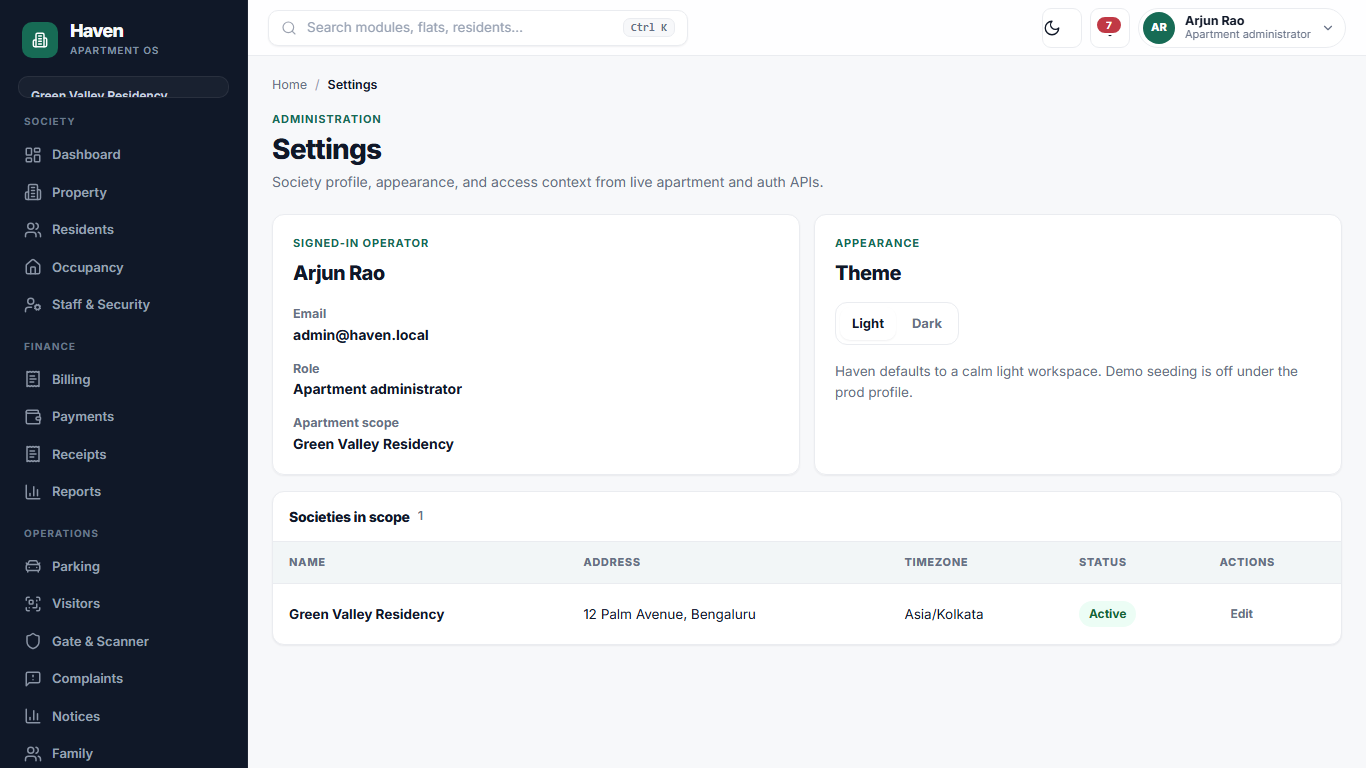 Haven
APARTMENT OS
Green Valley Residency
SOCIETY
Dashboard
Property
Residents
Occupancy
Staff & Security
FINANCE
Billing
Payments
Receipts
Reports
OPERATIONS
Parking
Visitors
Gate & Scanner
Complaints
Notices
Family
Search modules, flats, residents...
Ctrl K
7
AR
Arjun Rao
Apartment administrator
Home / Settings
ADMINISTRATION
Settings
Society profile, appearance, and access context from live apartment and auth APIs.
SIGNED-IN OPERATOR
Arjun Rao
Email
admin@haven.local
Role
Apartment administrator
Apartment scope
Green Valley Residency
APPEARANCE
Theme
Light Dark
Haven defaults to a calm light workspace. Demo seeding is off under the
prod profile.
Societies in scope 1
NAME ADDRESS TIMEZONE STATUS ACTIONS
Green Valley Residency 12 Palm Avenue, Bengaluru Asia/Kolkata Active Edit